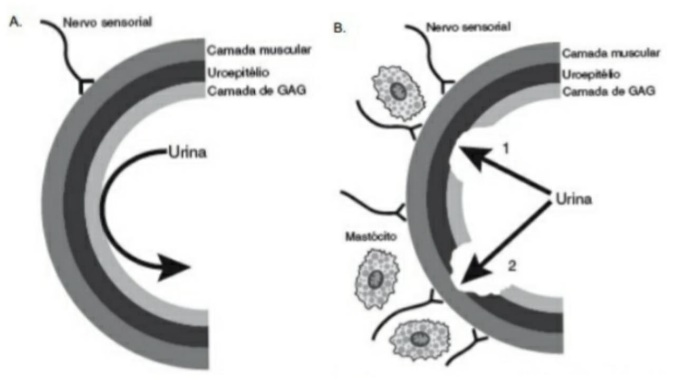 A.
Nervo sensorial
Camada muscular
Uroepitélio
Camada de GAG
Urina
B.
Nervo sensorial
Camada muscular
Uroepitélio
Camada de GAG
1
Urina
Mastòcito
2